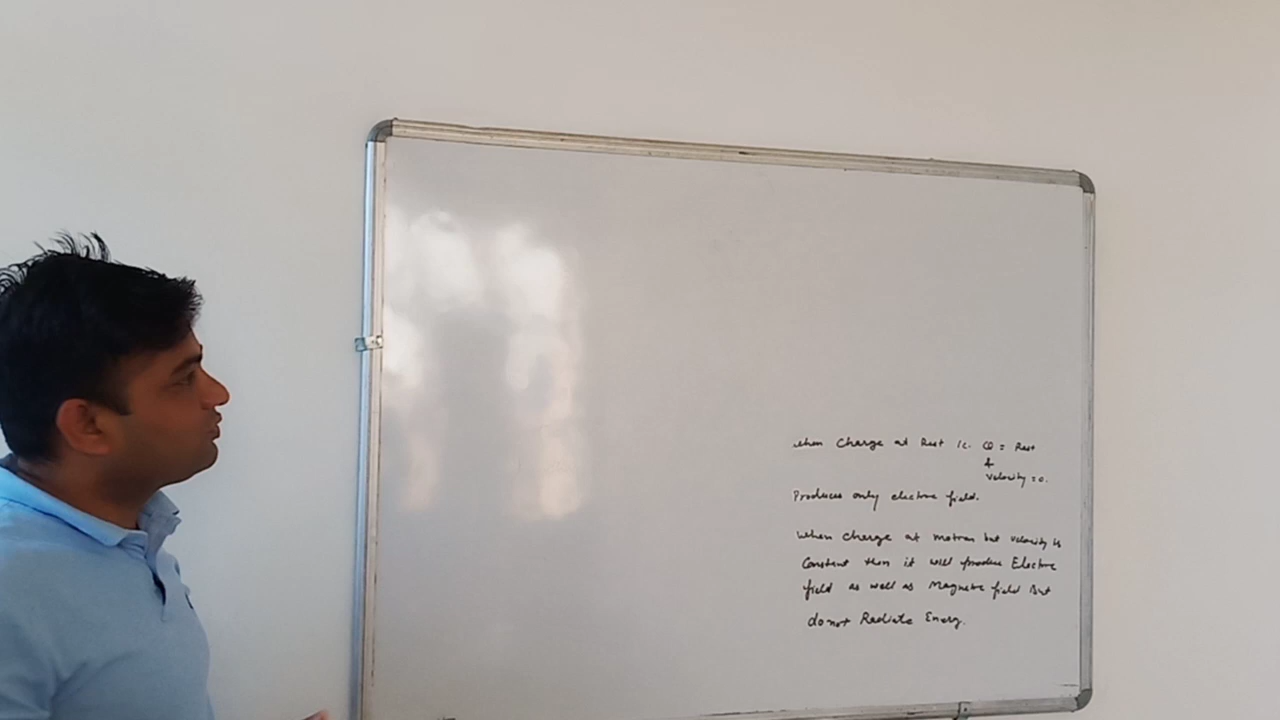 when charge at Rest ie. Q = Rest
&
velocity = 0.
Produces only electric field.
when charge at motion but velocity is
constant then it will produce Electric
field as well as Magnetic field But
do not Radiate Energy.